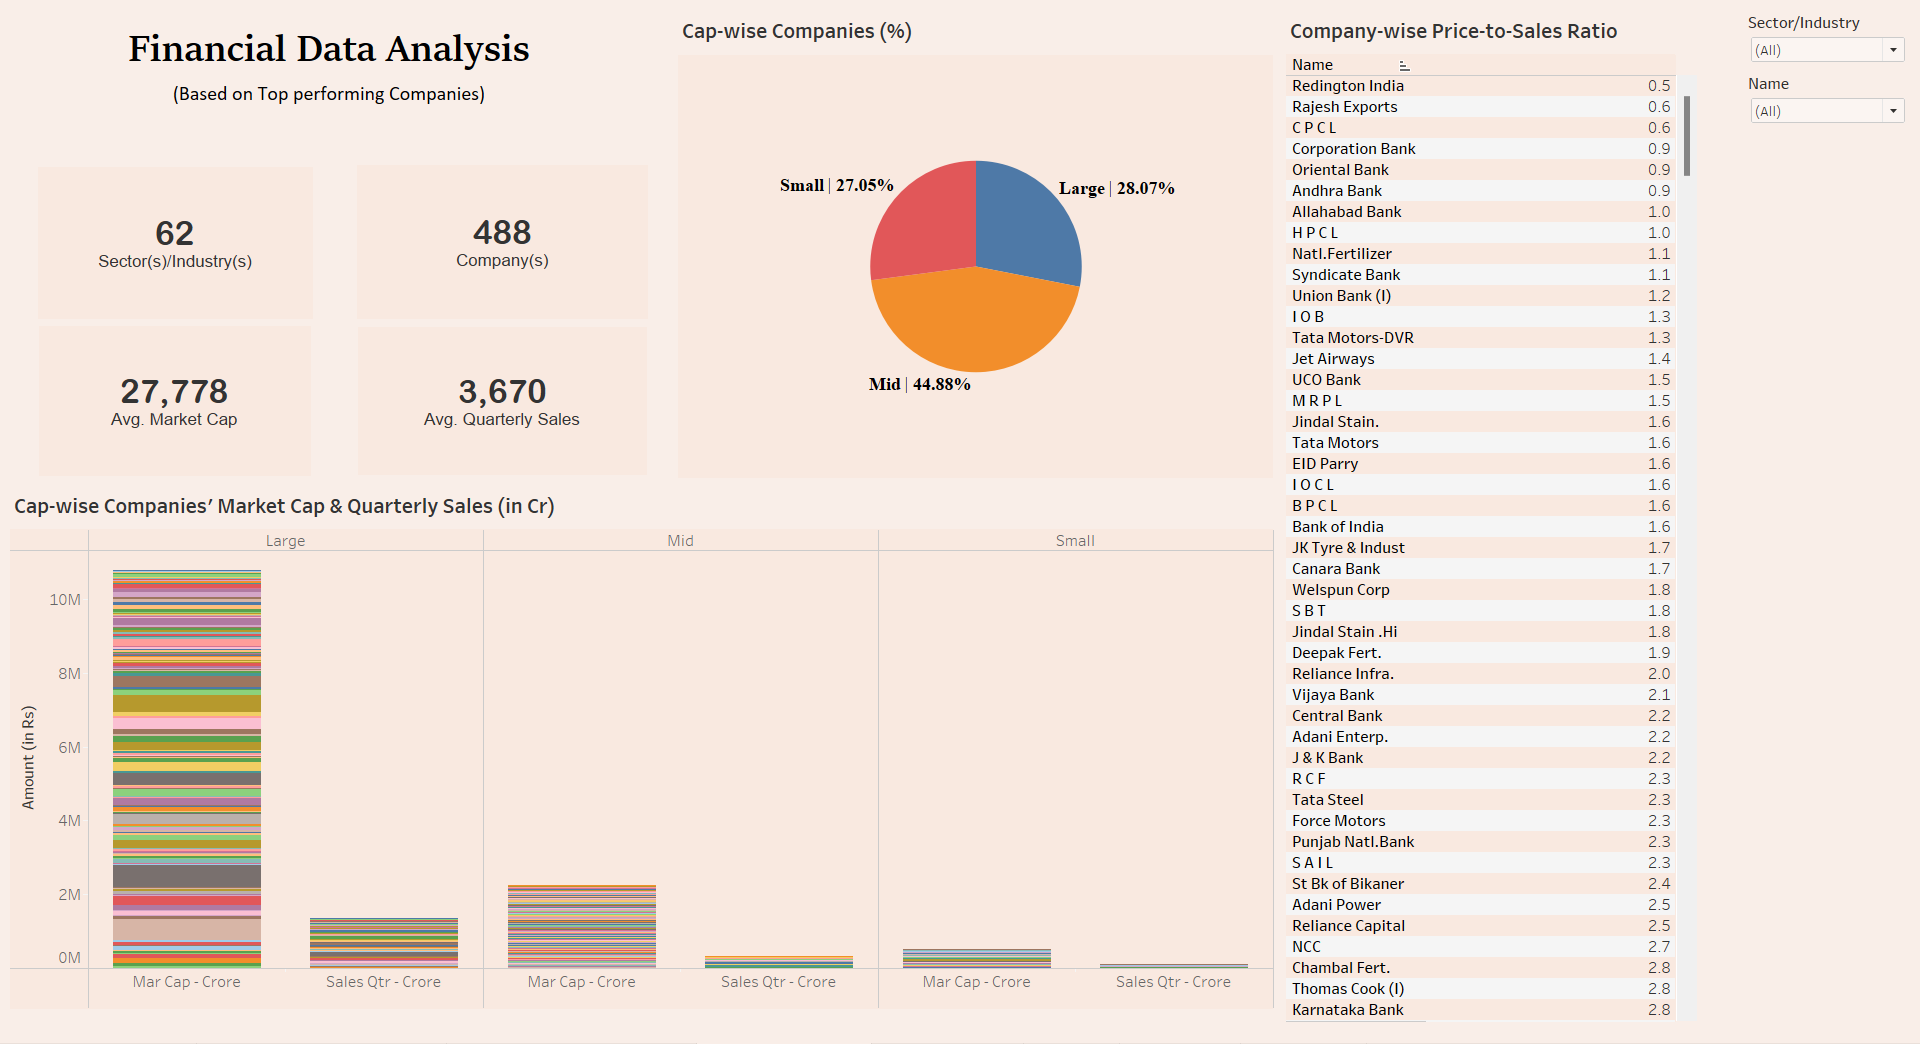 Financial Data Analysis
(Based on Top performing Companies)
62
Sector(s)/Industry(s)
488
Company(s)
27,778
Avg. Market Cap
3,670
Avg. Quarterly Sales
Cap-wise Companies (%)
Small | 27.05%
Large | 28.07%
Mid | 44.88%
Cap-wise Companies’ Market Cap & Quarterly Sales (in Cr)
Large Mid Small
Amount (in Rs)
10M
8M
6M
4M
2M
0M
Mar Cap - Crore Sales Qtr - Crore Mar Cap - Crore Sales Qtr - Crore Mar Cap - Crore Sales Qtr - Crore
Company-wise Price-to-Sales Ratio
Name
Redington India 0.5
Rajesh Exports 0.6
C P C L 0.6
Corporation Bank 0.9
Oriental Bank 0.9
Andhra Bank 0.9
Allahabad Bank 1.0
H P C L 1.0
Natl.Fertilizer 1.1
Syndicate Bank 1.1
Union Bank (I) 1.2
I O B 1.3
Tata Motors-DVR 1.3
Jet Airways 1.4
UCO Bank 1.5
M R P L 1.5
Jindal Stain. 1.6
Tata Motors 1.6
EID Parry 1.6
I O C L 1.6
B P C L 1.6
Bank of India 1.6
JK Tyre & Indust 1.7
Canara Bank 1.7
Welspun Corp 1.8
S B T 1.8
Jindal Stain .Hi 1.8
Deepak Fert. 1.9
Reliance Infra. 2.0
Vijaya Bank 2.1
Central Bank 2.2
Adani Enterp. 2.2
J & K Bank 2.2
R C F 2.3
Tata Steel 2.3
Force Motors 2.3
Punjab Natl.Bank 2.3
S A I L 2.3
St Bk of Bikaner 2.4
Adani Power 2.5
Reliance Capital 2.5
NCC 2.7
Chambal Fert. 2.8
Thomas Cook (I) 2.8
Karnataka Bank 2.8
Sector/Industry
(All)
Name
(All)